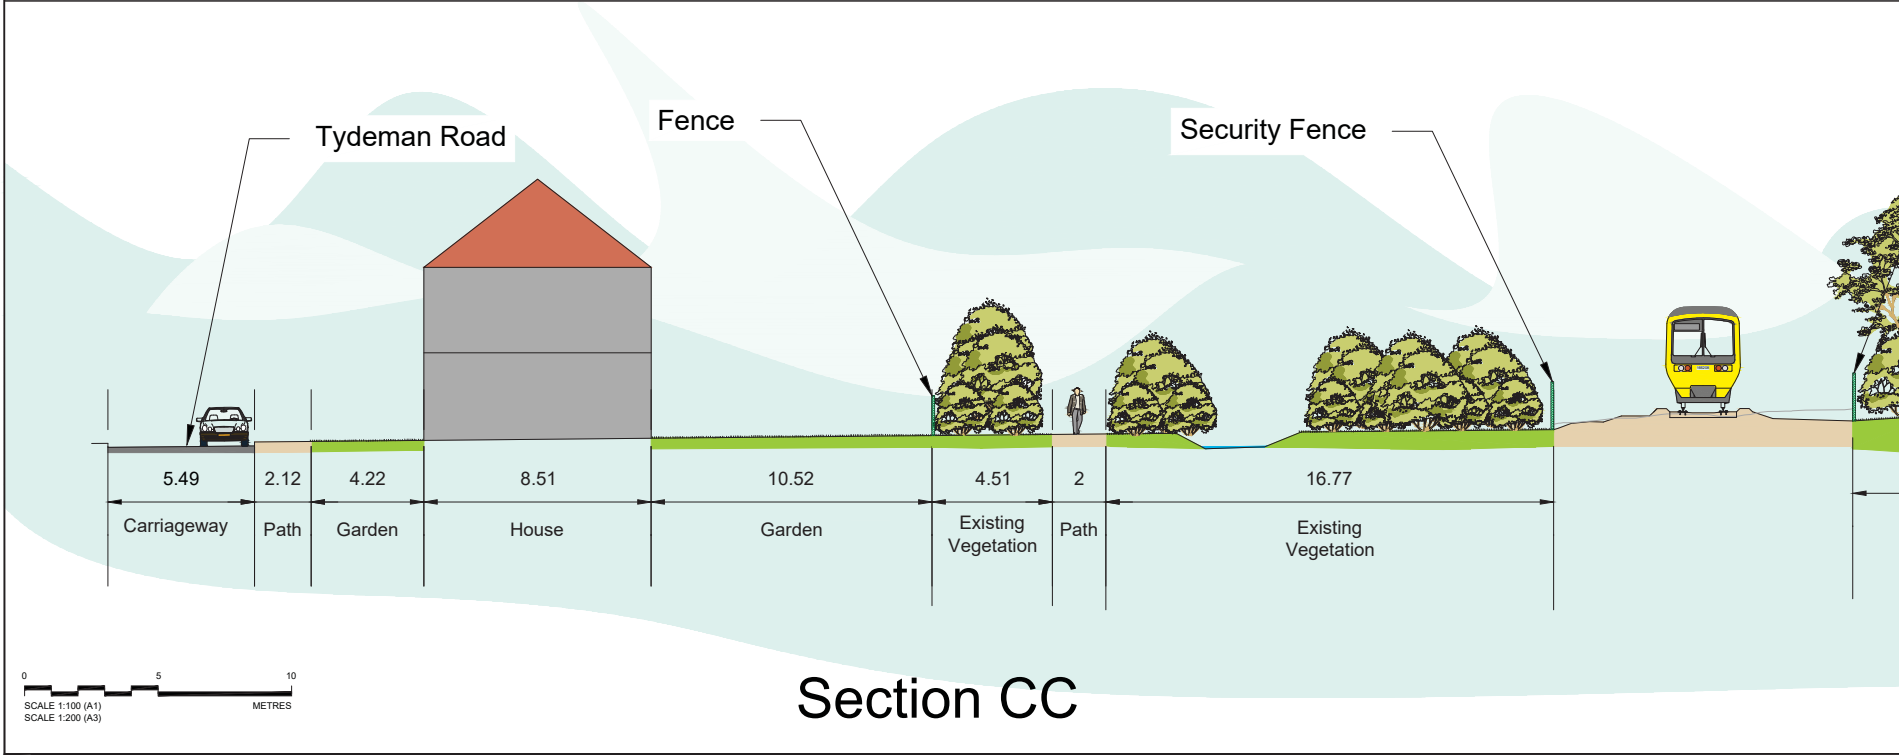 Tydeman Road
Fence
Security Fence
5.49
2.12
4.22
8.51
10.52
4.51
2
16.77
Carriageway
Path
Garden
House
Garden
Existing
Vegetation
Path
Existing
Vegetation
0 5 10
SCALE 1:100 (A1) METRES
SCALE 1:200 (A3)
Section CC